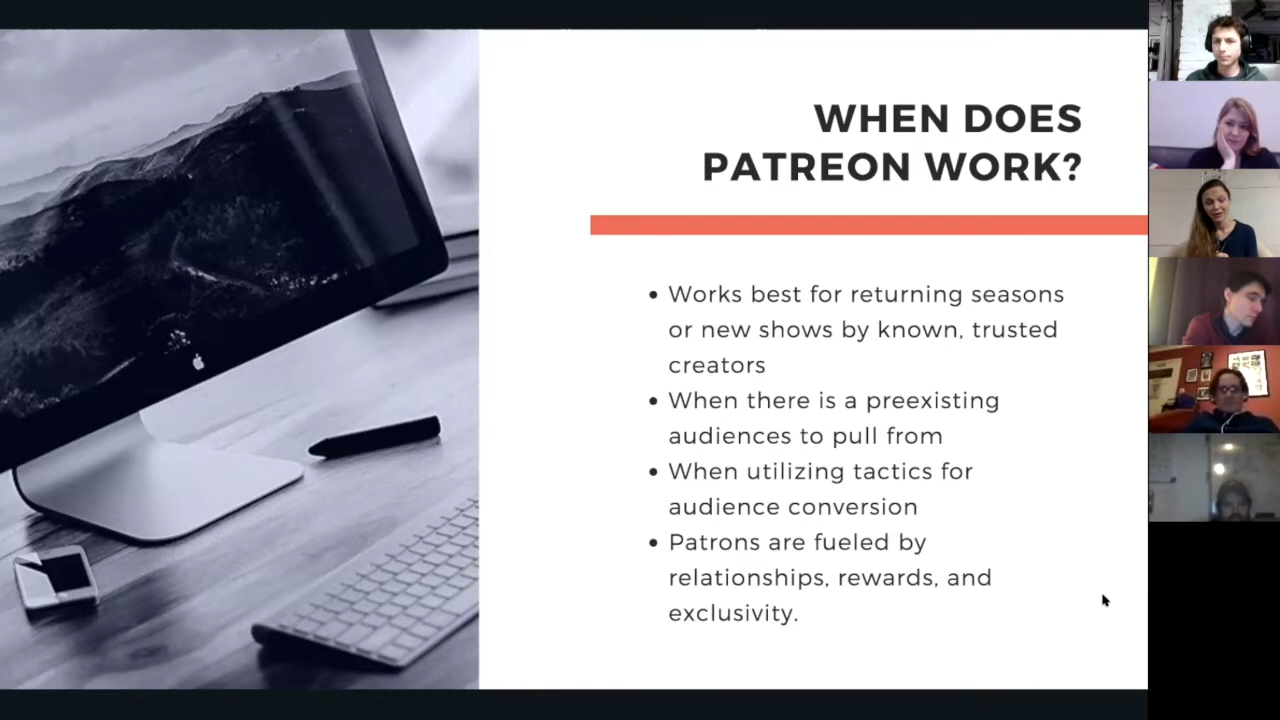 WHEN DOES
PATREON WORK?
• Works best for returning seasons
or new shows by known, trusted
creators
• When there is a preexisting
audiences to pull from
• When utilizing tactics for
audience conversion
• Patrons are fueled by
relationships, rewards, and
exclusivity.